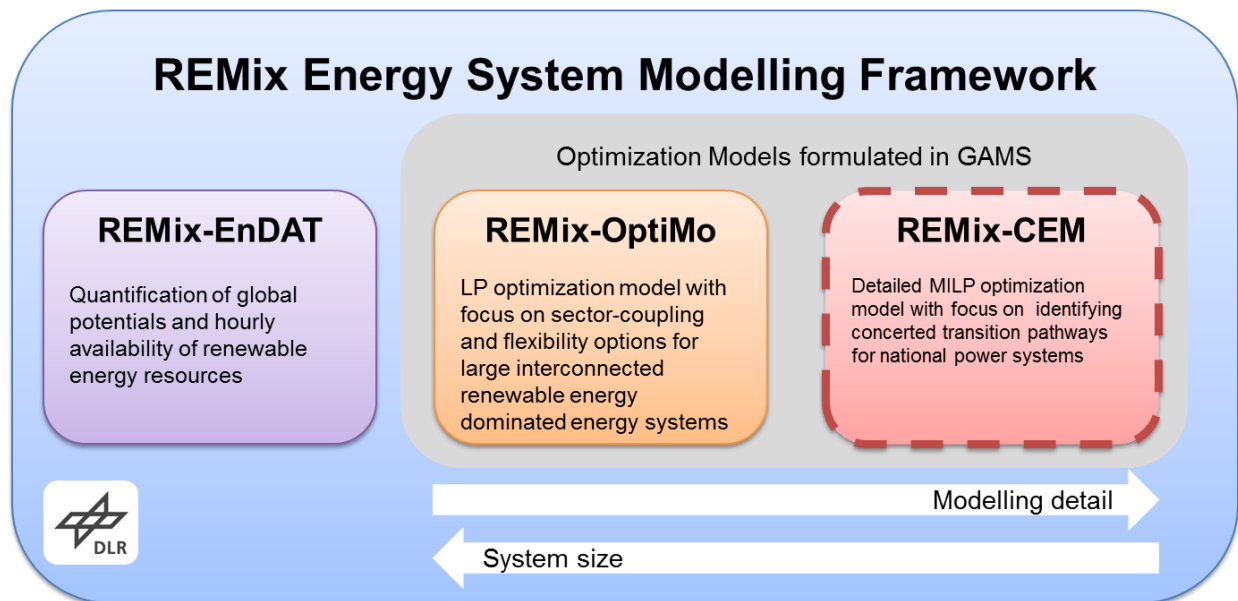 REMix Energy System Modelling Framework
Optimization Models formulated in GAMS
REMix-EnDAT
Quantification of global
potentials and hourly
availability of renewable
energy resources
REMix-OptiMo
LP optimization model with
focus on sector-coupling
and flexibility options for
large interconnected
renewable energy
dominated energy systems
REMix-CEM
Detailed MILP optimization
model with focus on  identifying
concerted transition pathways
for national power systems
Modelling detail
System size
DLR